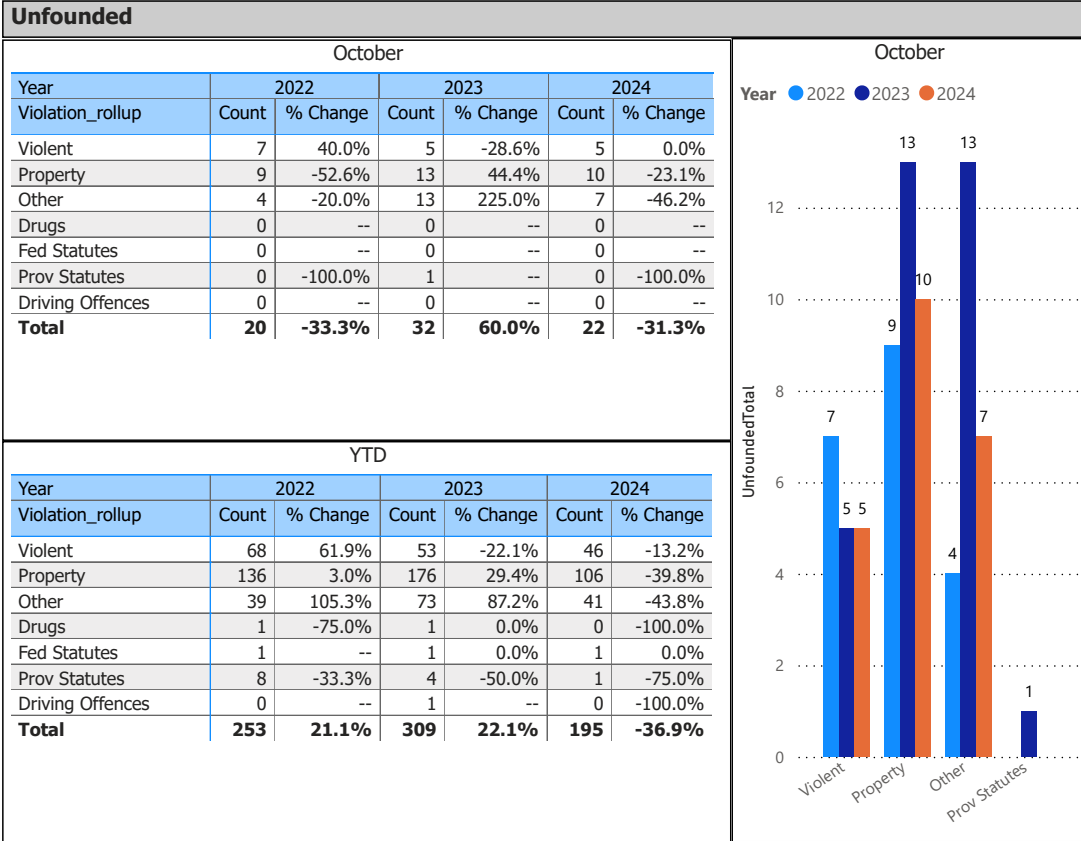 Unfounded
October
Year 2022 2023 2024
Violation_rollup Count % Change Count % Change Count % Change
Violent 7 40.0% 5 -28.6% 5 0.0%
Property 9 -52.6% 13 44.4% 10 -23.1%
Other 4 -20.0% 13 225.0% 7 -46.2%
Drugs 0 -- 0 -- 0 --
Fed Statutes 0 -- 0 -- 0 --
Prov Statutes 0 -100.0% 1 -- 0 -100.0%
Driving Offences 0 -- 0 -- 0 --
Total 20 -33.3% 32 60.0% 22 -31.3%
YTD
Year 2022 2023 2024
Violation_rollup Count % Change Count % Change Count % Change
Violent 68 61.9% 53 -22.1% 46 -13.2%
Property 136 3.0% 176 29.4% 106 -39.8%
Other 39 105.3% 73 87.2% 41 -43.8%
Drugs 1 -75.0% 1 0.0% 0 -100.0%
Fed Statutes 1 -- 1 0.0% 1 0.0%
Prov Statutes 8 -33.3% 4 -50.0% 1 -75.0%
Driving Offences 0 -- 1 -- 0 -100.0%
Total 253 21.1% 309 22.1% 195 -36.9%
October
Year 2022 2023 2024
13 13
12
10
10
9
8
7 7
UnfoundedTotal
6
5 5
4
4
2
1
0
Violent Property Other Prov Statutes